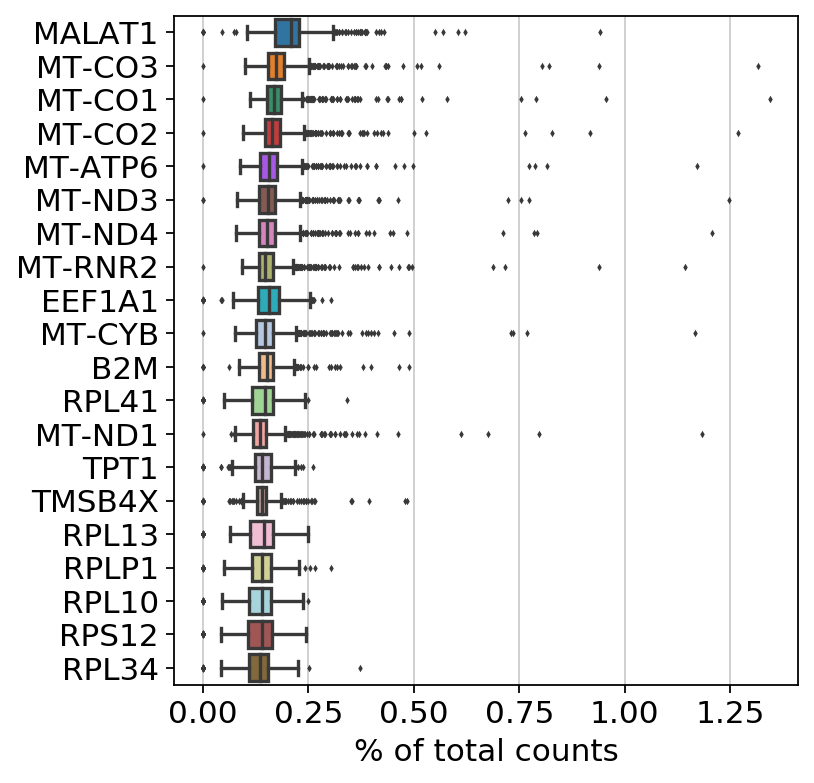 MALAT1
MT-CO3
MT-CO1
MT-CO2
MT-ATP6
MT-ND3
MT-ND4
MT-RNR2
EEF1A1
MT-CYB
B2M
RPL41
MT-ND1
TPT1
TMSB4X
RPL13
RPLP1
RPL10
RPS12
RPL34
0.00 0.25 0.50 0.75 1.00 1.25
% of total counts